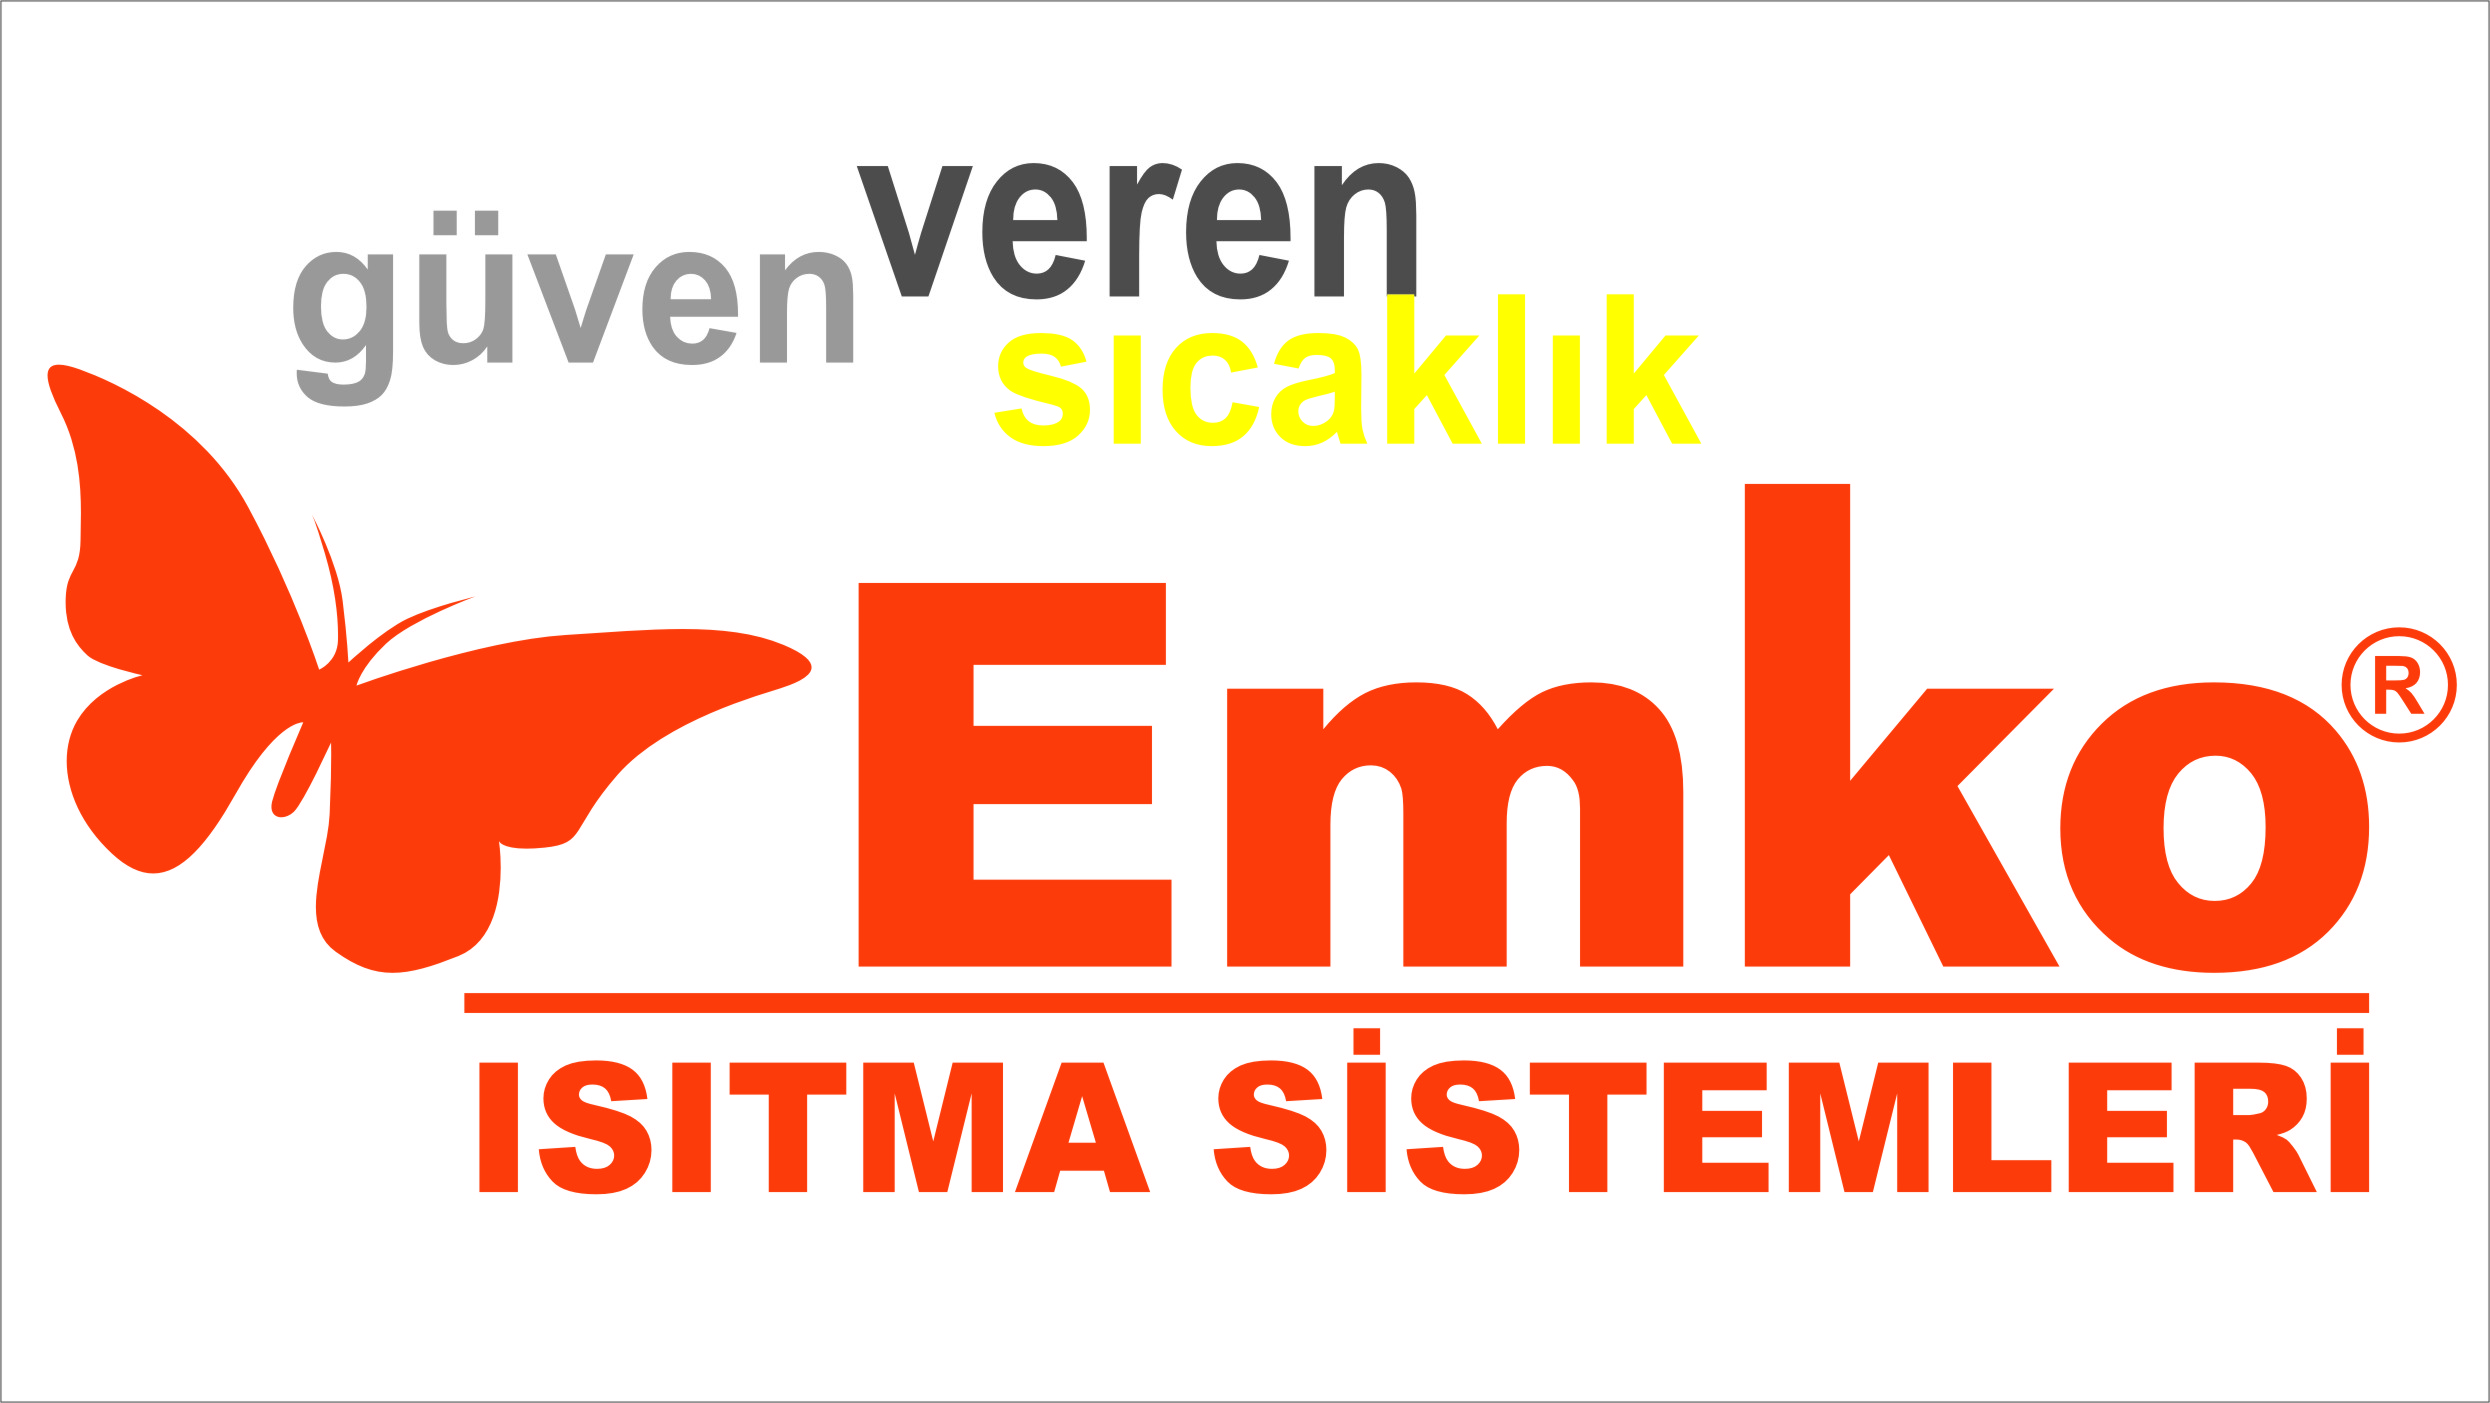 güven
veren
sıcaklık
Emko®
ISITMA SİSTEMLERİ